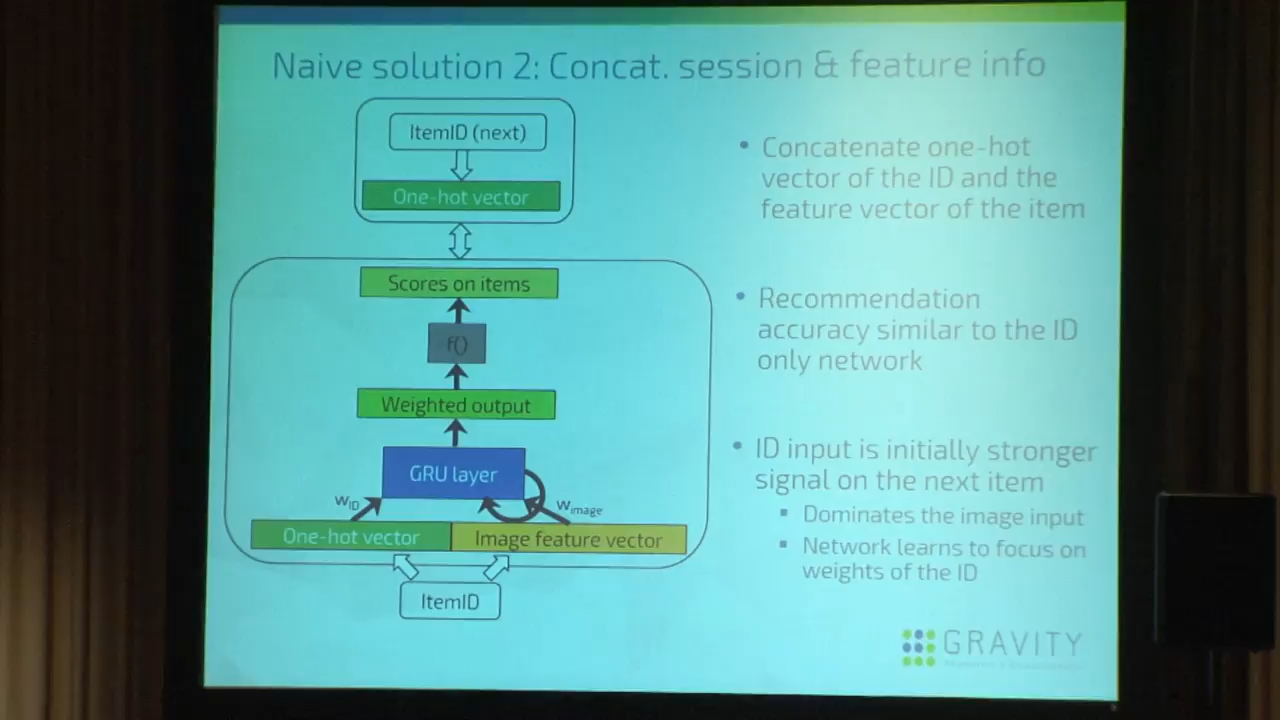 Naive solution 2: Concat. session & feature info
ItemID (next)
One-hot vector
Scores on items
f()
Weighted output
GRU layer
wID
wimage
One-hot vector
Image feature vector
ItemID
• Concatenate one-hot
vector of the ID and the
feature vector of the item
• Recommendation
accuracy similar to the ID
only network
• ID input is initially stronger
signal on the next item
▪ Dominates the image input
▪ Network learns to focus on
weights of the ID
GRAVITY